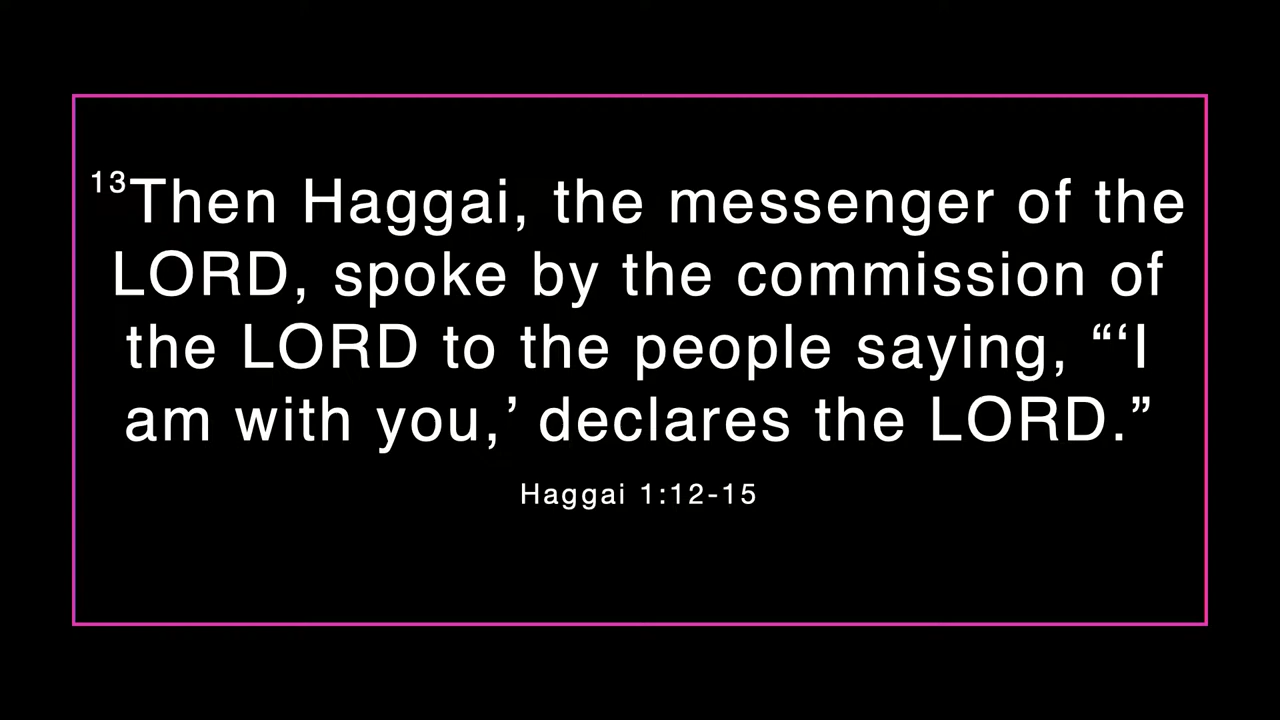 13Then Haggai, the messenger of the
LORD, spoke by the commission of
the LORD to the people saying, “‘I
am with you,’ declares the LORD.”
Haggai 1:12-15